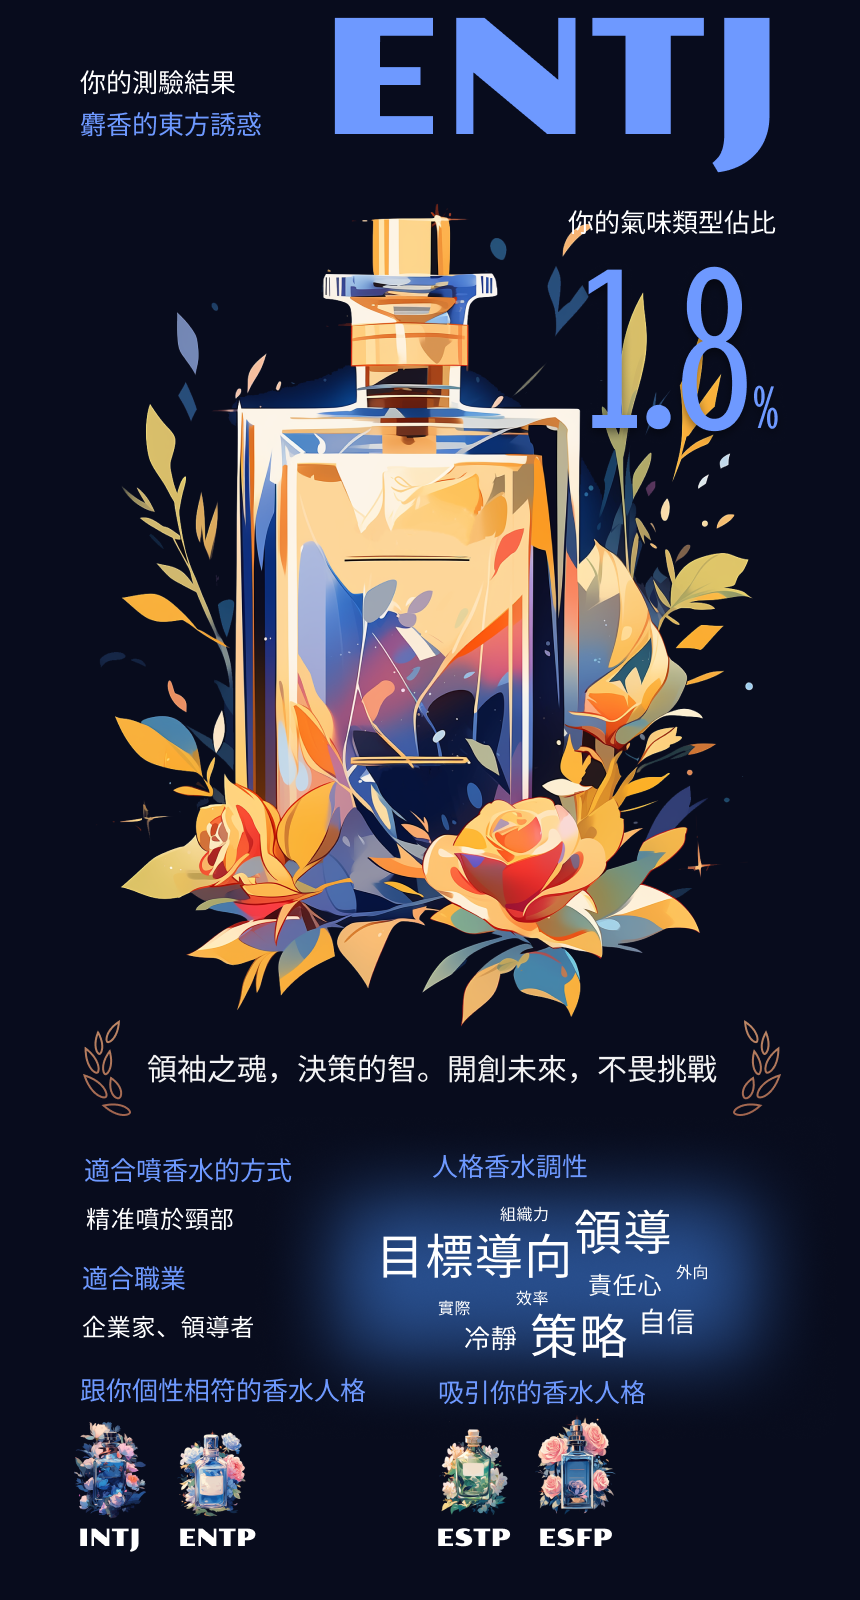 ENTJ
你的測驗結果
麝香的東方誘惑
你的氣味類型佔比
1.8%
領袖之魂，決策的智。開創未來，不畏挑戰
適合噴香水的方式
精准噴於頸部
適合職業
企業家、領導者
人格香水調性
組織力
領導
目標導向
外向
責任心
效率
實際
自信
策略
冷靜
跟你個性相符的香水人格
INTJ
ENTP
吸引你的香水人格
ESTP
ESFP